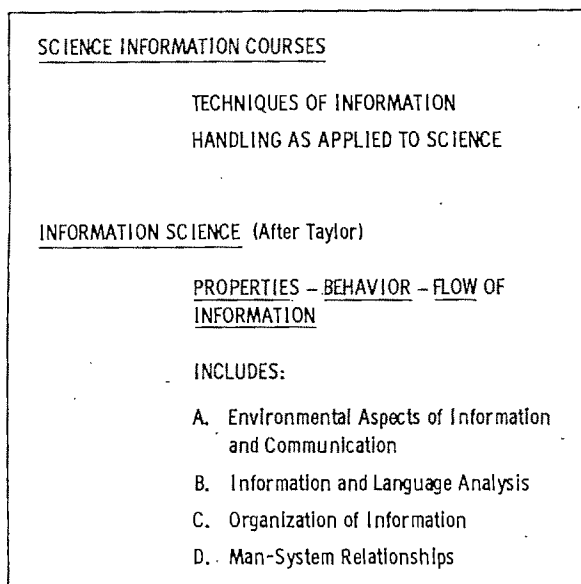 SCIENCE INFORMATION COURSES
TECHNIQUES OF INFORMATION
HANDLING AS APPLIED TO SCIENCE
INFORMATION SCIENCE (After Taylor)
PROPERTIES – BEHAVIOR – FLOW OF
INFORMATION
INCLUDES:
A. Environmental Aspects of Information
and Communication
B. Information and Language Analysis
C. Organization of Information
D. Man-System Relationships